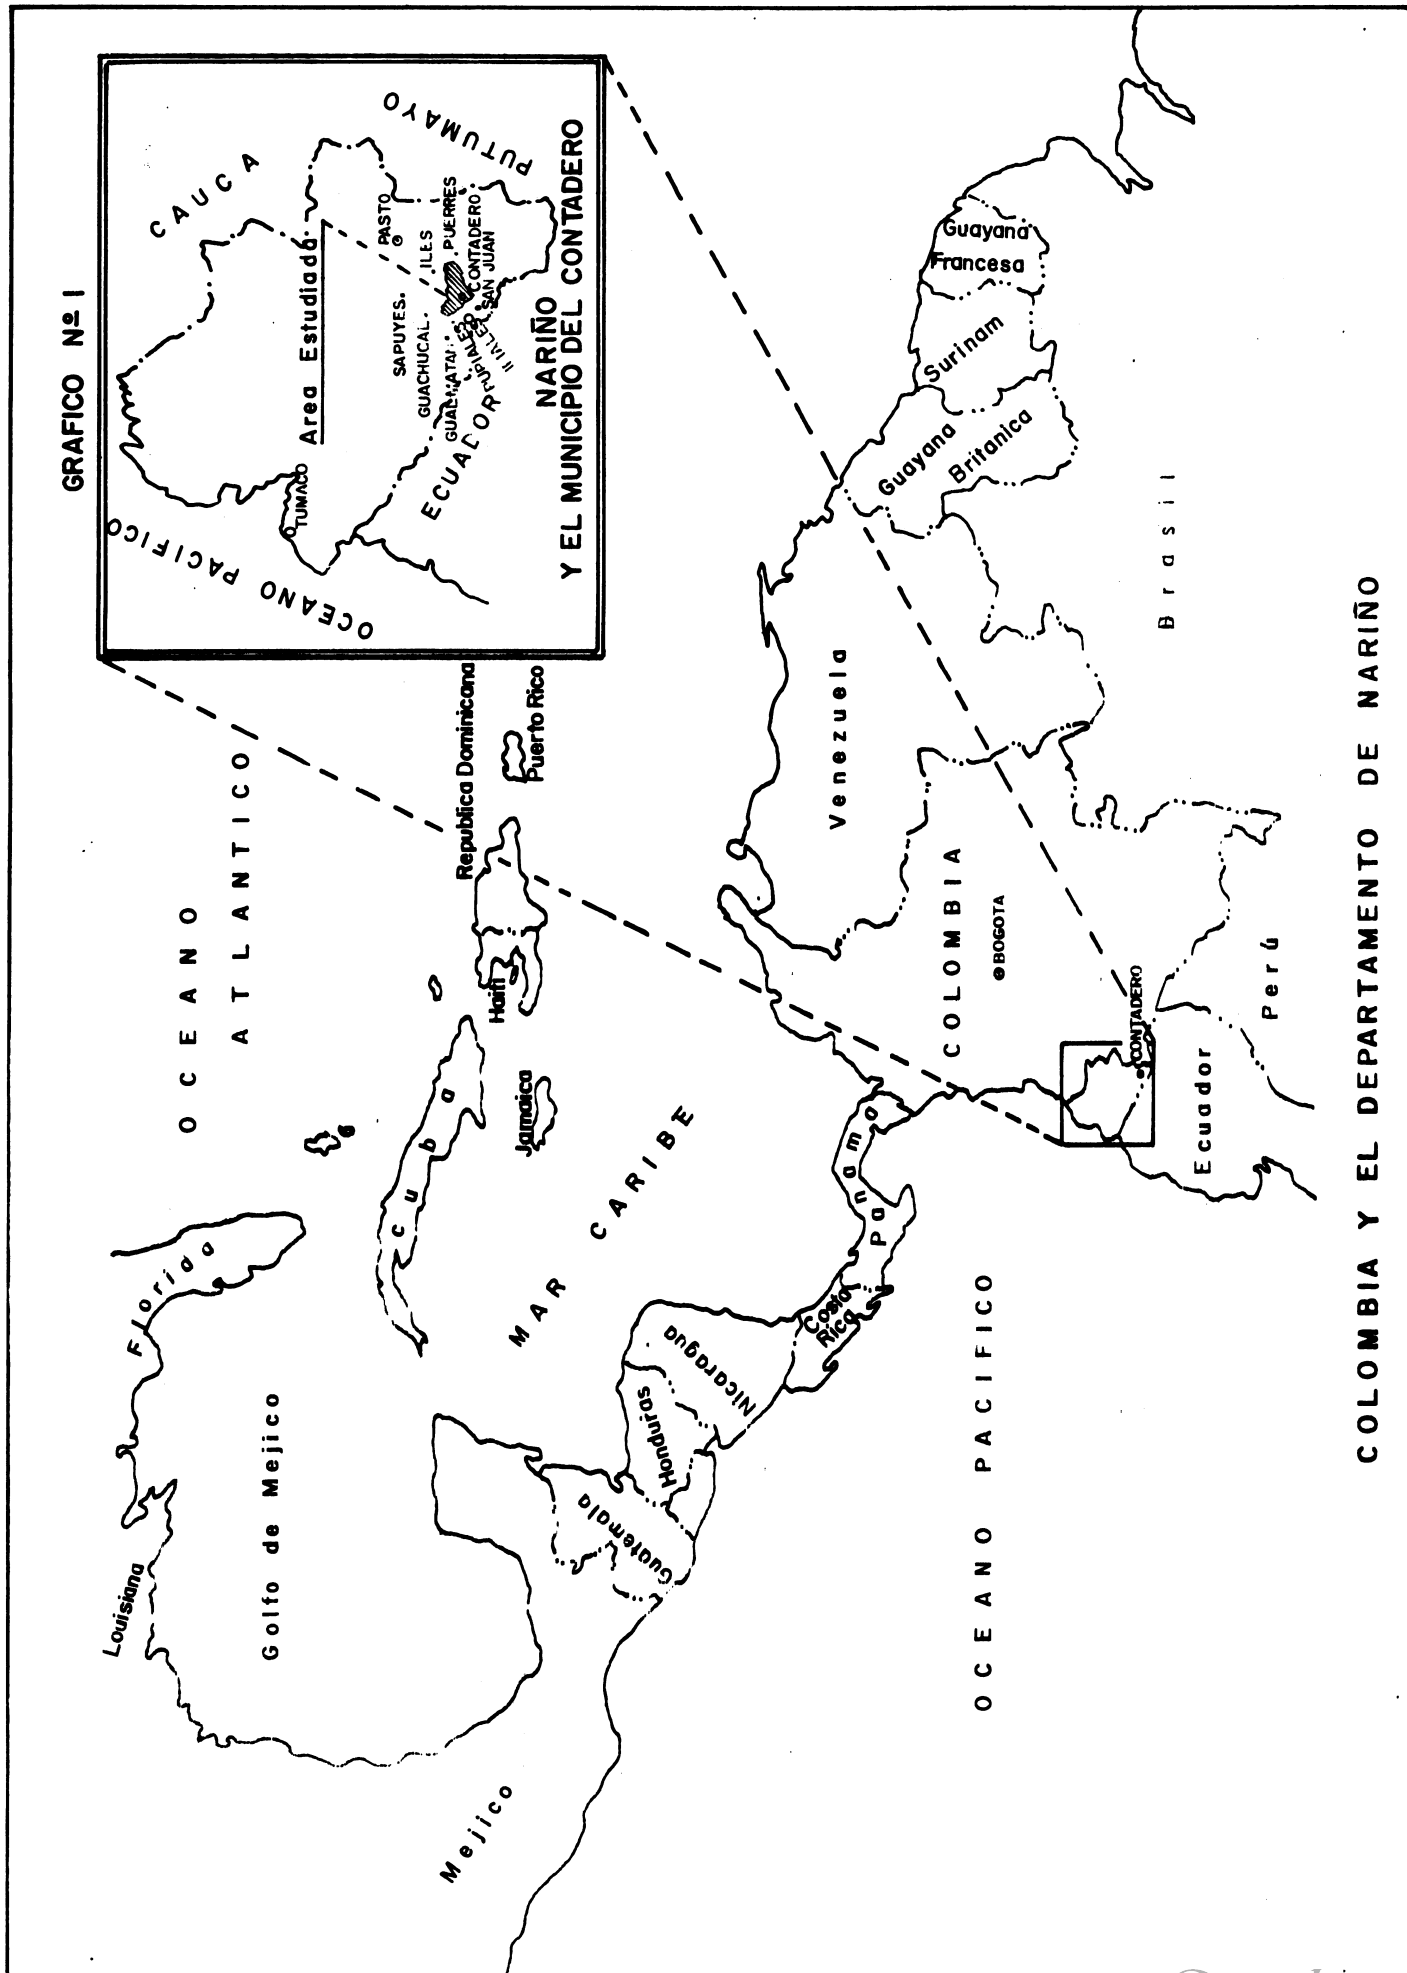 GRAFICO Nº 1
CAUCA
PUTUMAYO
OCEANO PACIFICO
TUMACO
Area Estudiada
PASTO
SAPUYES.
ILES
GUACHUCAL.
PUERRES
CONTADERO
SAN JUAN
ECUADOR
NARIÑO
Y EL MUNICIPIO DEL CONTADERO
Louisiana
Florida
OCEANO
ATLANTICO
Golfo de Mejico
Mejico
cuba
6
Haiti
Republica Dominicana
Puerto Rico
Jamaica
MAR CARIBE
Guatemala
Honduras
Nicaragua
Costa
Rica
Panama
Venezuela
Guayana
Britanica
Surinam
Guayana
Francesa
COLOMBIA
BOGOTA
CONTADERO
Brasil
Ecuador
Perú
OCEANO PACIFICO
COLOMBIA Y EL DEPARTAMENTO DE NARIÑO